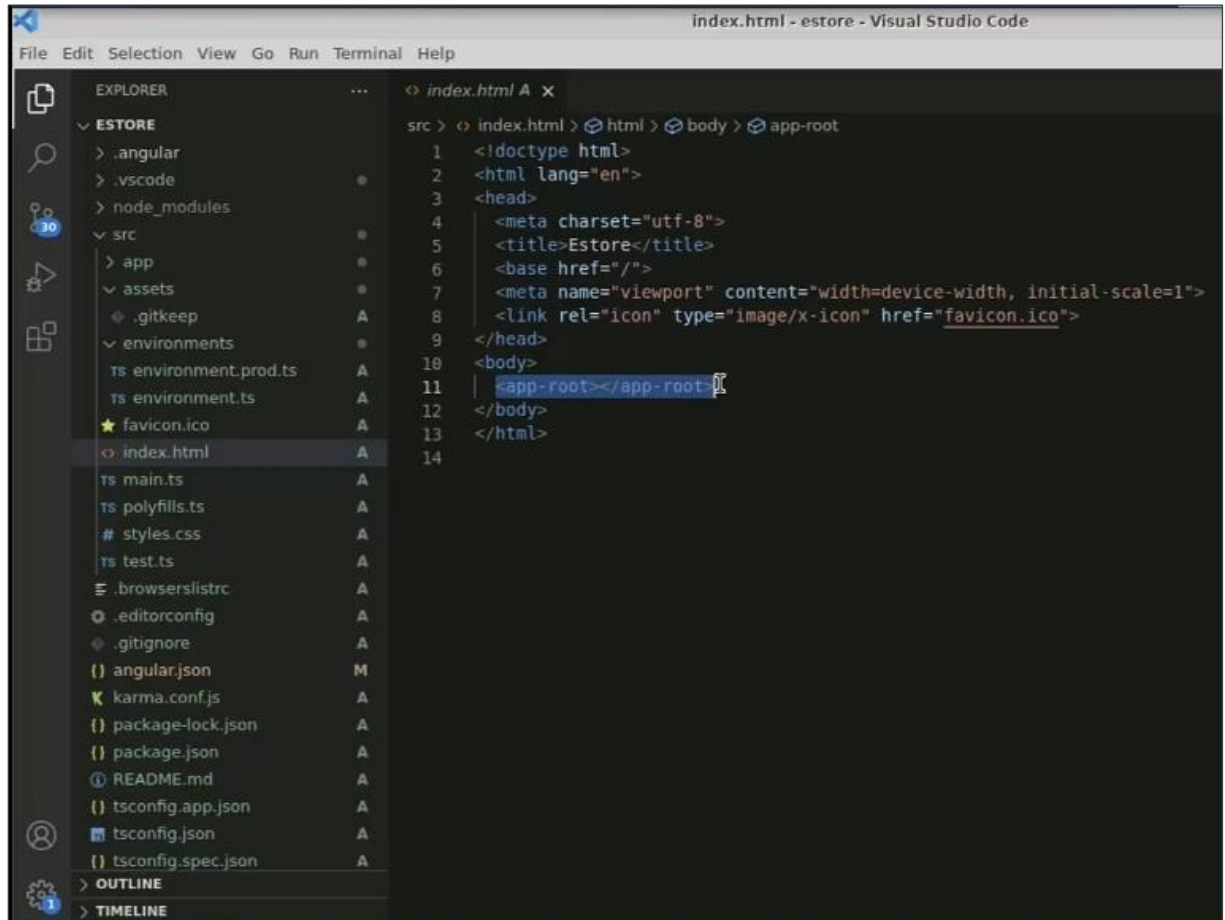 index.html - estore - Visual Studio Code
File Edit Selection View Go Run Terminal Help
EXPLORER ...
ESTORE
.angular
.vscode
node_modules
30
src
app
assets
.gitkeep A
environments
TS environment.prod.ts A
TS environment.ts A
favicon.ico A
<> index.html A
TS main.ts A
TS polyfills.ts A
# styles.css A
TS test.ts A
.browserslistrc A
.editorconfig A
.gitignore A
{} angular.json M
karma.conf.js A
{} package-lock.json A
{} package.json A
README.md A
{} tsconfig.app.json A
tsconfig.json A
{} tsconfig.spec.json A
OUTLINE
1
TIMELINE
<> index.html A ×
src > <> index.html > html > body > app-root
1 <!doctype html>
2 <html lang="en">
3 <head>
4 <meta charset="utf-8">
5 <title>Estore</title>
6 <base href="/">
7 <meta name="viewport" content="width=device-width, initial-scale=1">
8 <link rel="icon" type="image/x-icon" href="favicon.ico">
9 </head>
10 <body>
11 <app-root></app-root>
12 </body>
13 </html>
14